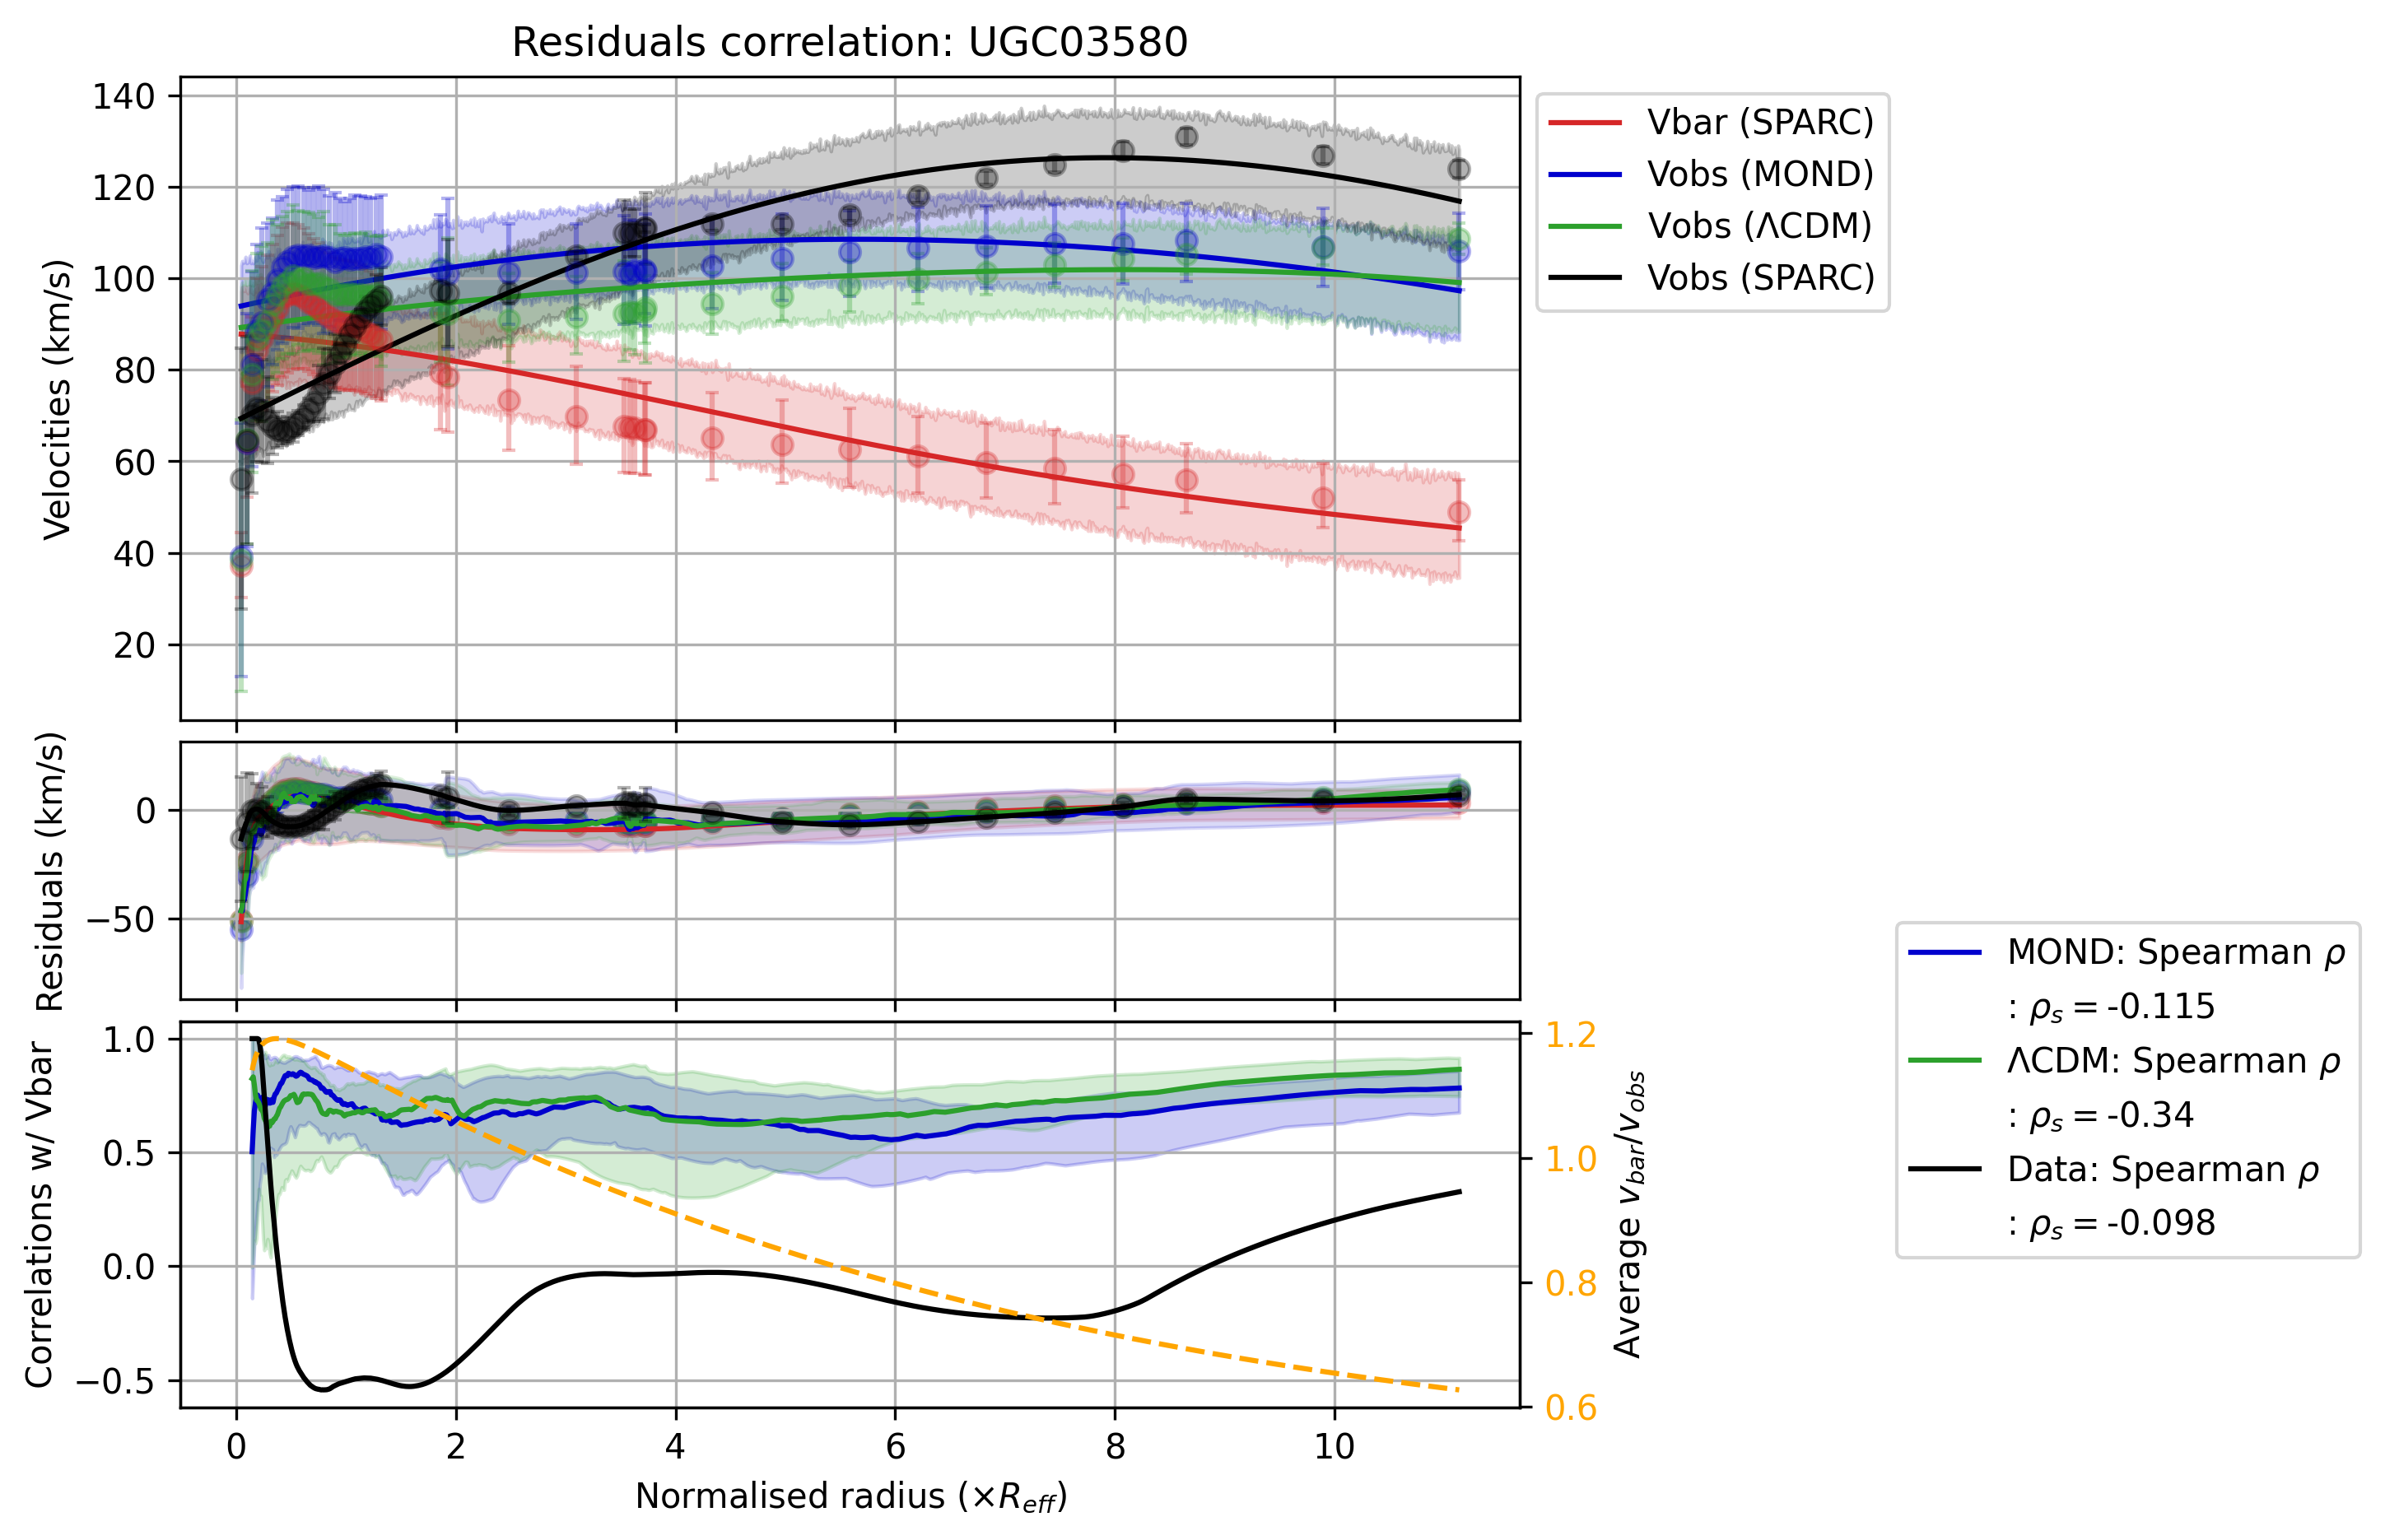 Residuals correlation: UGC03580
140
120
100
80
60
40
20
Velocities (km/s)
Vbar (SPARC)
Vobs (MOND)
Vobs (ΛCDM)
Vobs (SPARC)
0
−50
Residuals (km/s)
1.0
0.5
0.0
−0.5
Correlations w/ Vbar
1.2
1.0
0.8
0.6
Average v_bar/v_obs
MOND: Spearman ρ
: ρ_s = -0.115
ΛCDM: Spearman ρ
: ρ_s = -0.34
Data: Spearman ρ
: ρ_s = -0.098
0 2 4 6 8 10
Normalised radius (×R_eff)